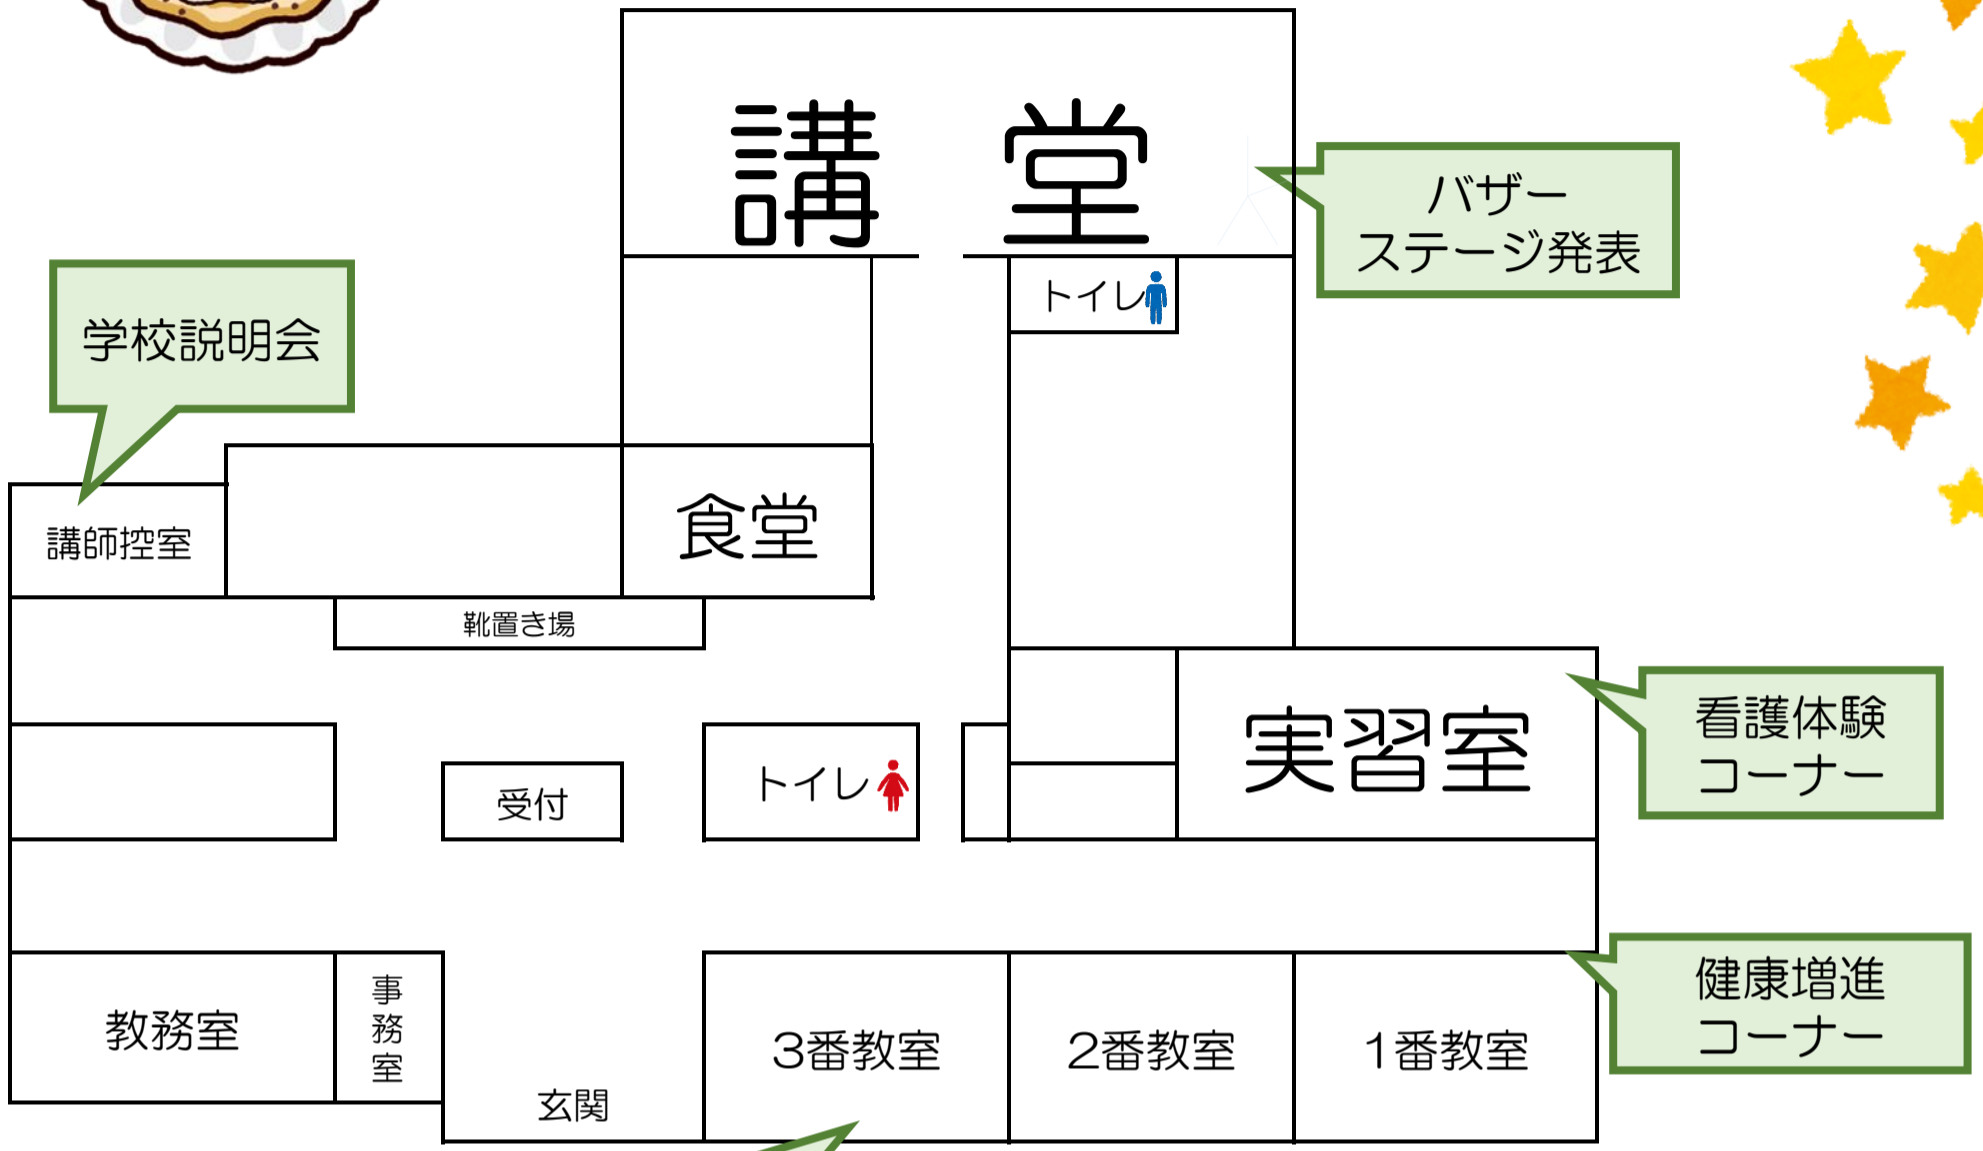 講 堂
バザー
ステージ発表
トイレ
学校説明会
食堂
講師控室
靴置き場
看護体験
コーナー
実習室
トイレ
受付
健康増進
コーナー
事務室
教務室
3番教室
2番教室
1番教室
玄関